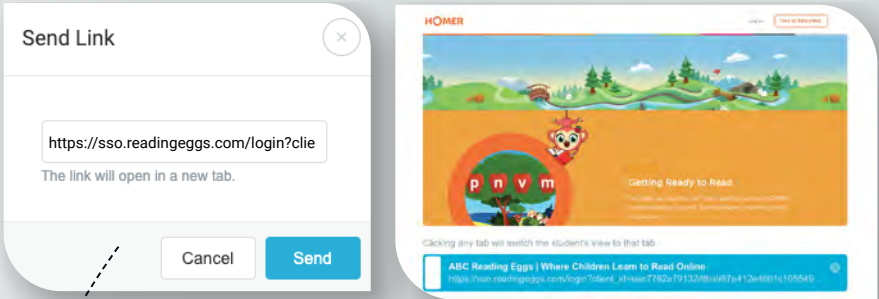 Send Link
https://sso.readingeggs.com/login?clie
The link will open in a new tab.
Cancel
Send
HOMER
p n v m
Getting Ready to Read
Clicking any tab will switch the student's view to that tab
ABC Reading Eggs | Where Children Learn to Read Online